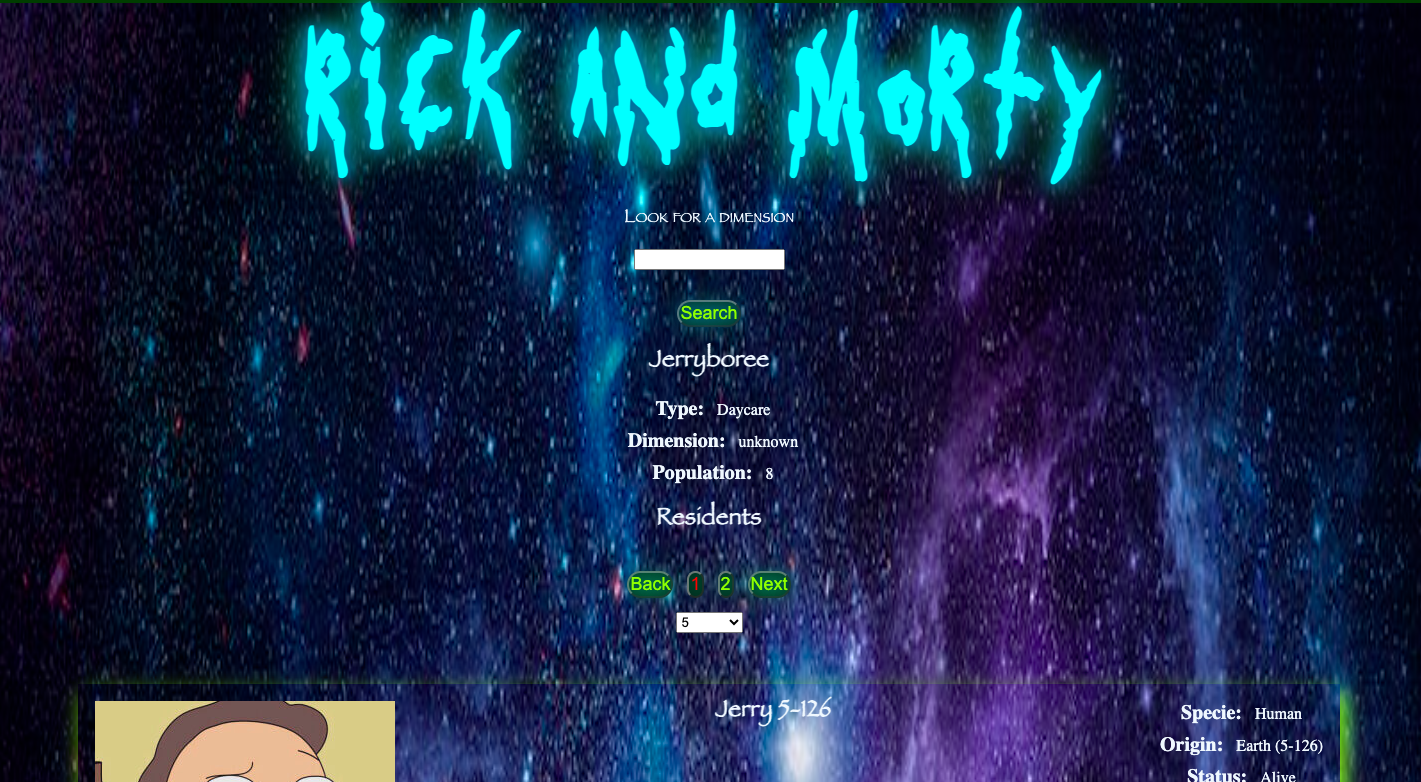 Rick and Morty
Look for a dimension
Search
Jerryboree
Type: Daycare
Dimension: unknown
Population: 8
Residents
Back 1 2 Next
5
Jerry 5-126
Specie: Human
Origin: Earth (5-126)
Status: Alive